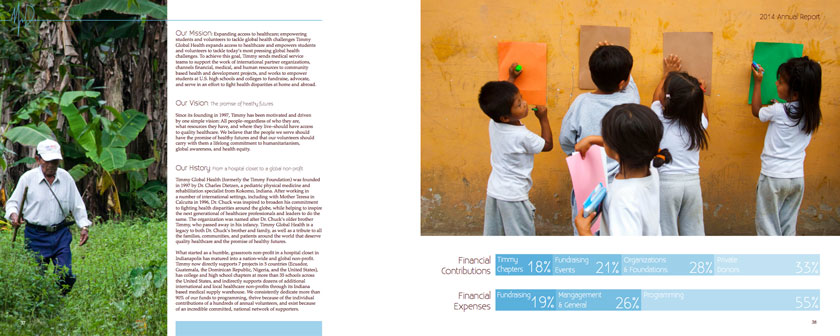 Our Mission Expanding access to healthcare; empowering
students and volunteers to tackle global health challenges Timmy
Global Health expands access to healthcare and empowers students
and volunteers to tackle today's most pressing global health
challenges. To achieve this goal, Timmy sends medical service
teams to support the work of international partner organizations,
channels financial, medical, and human resources to community
based health and development projects, and works to empower
students at U.S. high schools and colleges to fundraise, advocate,
and serve in an effort to fight health disparities at home and abroad.
Our Vision The promise of healthy futures
Since its founding in 1997, Timmy has been motivated and driven
by one simple vision: All people-regardless of who they are,
what resources they have, and where they live-should have access
to quality healthcare. We believe that the people we serve should
have the promise of healthy futures and that our volunteers should
carry with them a lifelong commitment to humanitarianism,
global awareness, and health equity.
Our History From a hospital closet to a global non-profit
Timmy Global Health (formerly the Timmy Foundation) was founded
in 1997 by Dr. Charles Dietzen, a pediatric physical medicine and
rehabilitation specialist from Kokomo, Indiana. After working in
a number of international settings, including with Mother Teresa in
Calcutta in 1996, Dr. Chuck was inspired to broaden his commitment
to fighting health disparities around the globe, while helping to inspire
the next generational of healthcare professionals and leaders to do the
same. The organization was named after Dr. Chuck's older brother
Timmy, who passed away in his infancy. Timmy Global Health is a
legacy to both Dr. Chuck's brother and family, as well as a tribute to all
the families, communities, and patients around the world that deserve
quality healthcare and the promise of healthy futures.
What started as a humble, grassroots non-profit in a hospital closet in
Indianapolis has matured into a nation-wide and global non-profit.
Timmy now directly supports 7 projects in 5 countries (Ecuador,
Guatemala, the Dominican Republic, Nigeria, and the United States),
has college and high school chapters at more than 35 schools across
the United States, and indirectly supports dozens of additional
international and local healthcare non-profits through its Indiana
based medical supply warehouse. We consistently dedicate more than
90% of our funds to programming, thrive because of the individual
contributions of a hundreds of annual volunteers, and exist because
of an incredible committed, national network of supporters.
37
2014 Annual Report
Financial Contributions
Timmy Chapters 18%
Fundraising Events 21%
Organizations & Foundations 28%
Private Donors 33%
Financial Expenses
Fundraising 19%
Mangagement & General 26%
Programming 55%
38